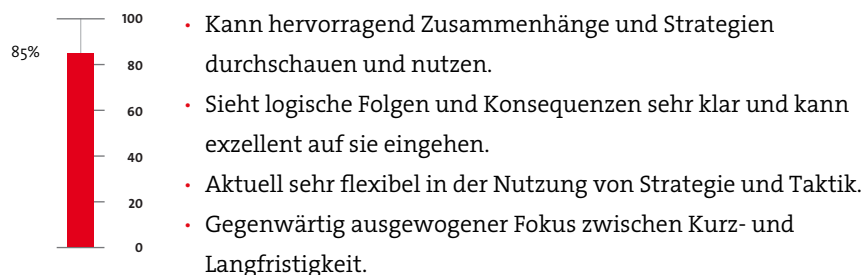 100
85%
80
60
40
20
0
• Kann hervorragend Zusammenhänge und Strategien
durchschauen und nutzen.
• Sieht logische Folgen und Konsequenzen sehr klar und kann
exzellent auf sie eingehen.
• Aktuell sehr flexibel in der Nutzung von Strategie und Taktik.
• Gegenwärtig ausgewogener Fokus zwischen Kurz- und
Langfristigkeit.